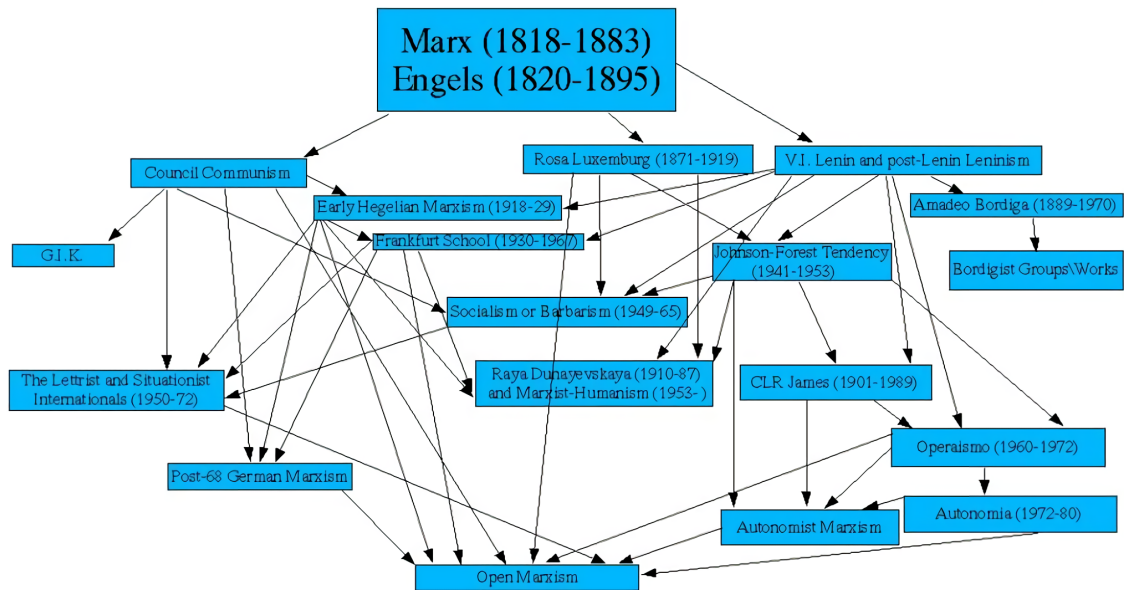 Marx (1818-1883)
Engels (1820-1895)
Rosa Luxemburg (1871-1919)
V.I. Lenin and post-Lenin Leninism
Council Communism
Early Hegelian Marxism (1918-29)
Amadeo Bordiga (1889-1970)
G.I.K.
Frankfurt School (1930-1967)
Johnson-Forest Tendency
(1941-1953)
Bordigist Groups\Works
Socialism or Barbarism (1949-65)
The Lettrist and Situationist
Internationals (1950-72)
Raya Dunayevskaya (1910-87)
and Marxist-Humanism (1953- )
CLR James (1901-1989)
Operaismo (1960-1972)
Post-68 German Marxism
Autonomist Marxism
Autonomia (1972-80)
Open Marxism